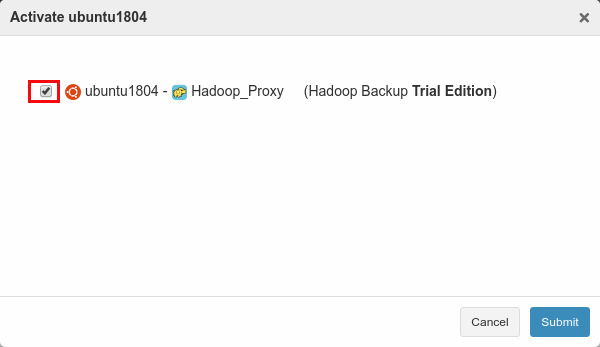 Activate ubuntu1804
ubuntu1804 - Hadoop_Proxy (Hadoop Backup Trial Edition)
Cancel Submit